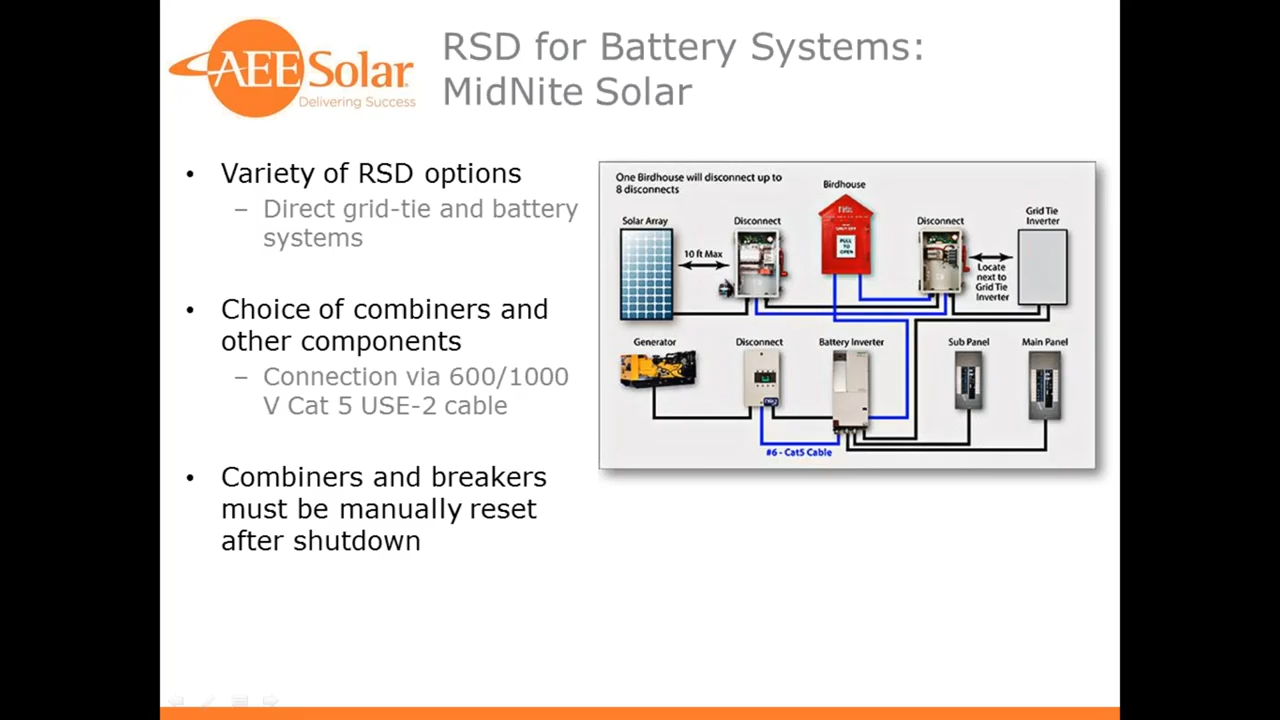 AEE Solar
Delivering Success
RSD for Battery Systems:
MidNite Solar
• Variety of RSD options
– Direct grid-tie and battery
systems
• Choice of combiners and
other components
– Connection via 600/1000
V Cat 5 USE-2 cable
• Combiners and breakers
must be manually reset
after shutdown
One Birdhouse will disconnect up to
8 disconnects
Birdhouse
Solar Array
Disconnect
Disconnect
Grid Tie
Inverter
10 ft Max
PULL
TO
OPEN
Locate
next to
Grid Tie
Inverter
Generator
Disconnect
Battery Inverter
Sub Panel
Main Panel
#6 - Cat5 Cable